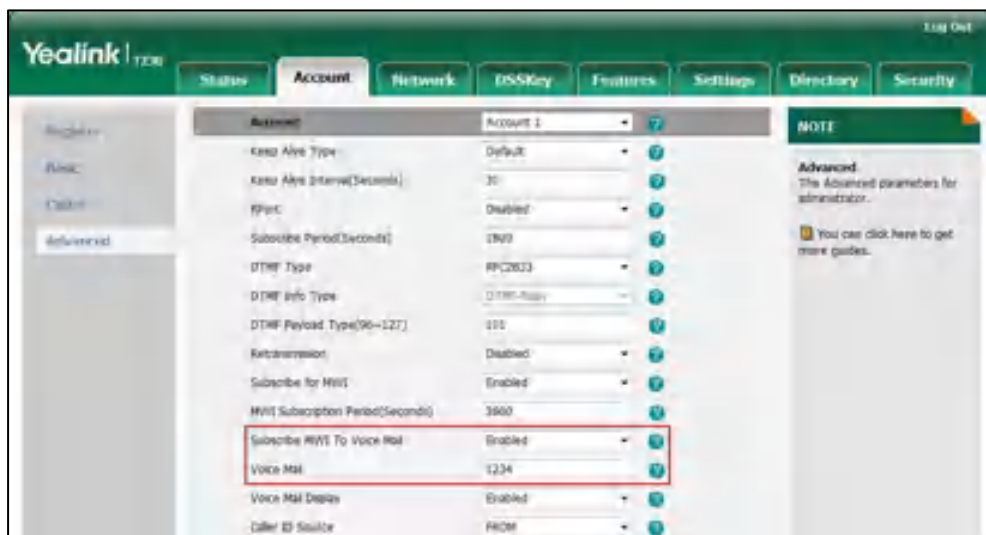 Log Out
Yealink
Status Account Network DSSKey Features Settings Directory Security
Register
Basic
Codec
Advanced
Account Account 1
Keep Alive Type Default
Keep Alive Interval(Seconds) 30
RPort Disabled
Subscribe Period(Seconds) 1800
DTMF Type RFC2833
DTMF Info Type DTMF-Relay
DTMF Payload Type(96~127) 101
Retransmission Disabled
Subscribe for MWI Enabled
MWI Subscription Period(Seconds) 3600
Subscribe MWI To Voice Mail Enabled
Voice Mail 1234
Voice Mail Display Enabled
Caller ID Source FROM
NOTE
Advanced
The Advanced parameters for
administrator.
You can click here to get
more guides.